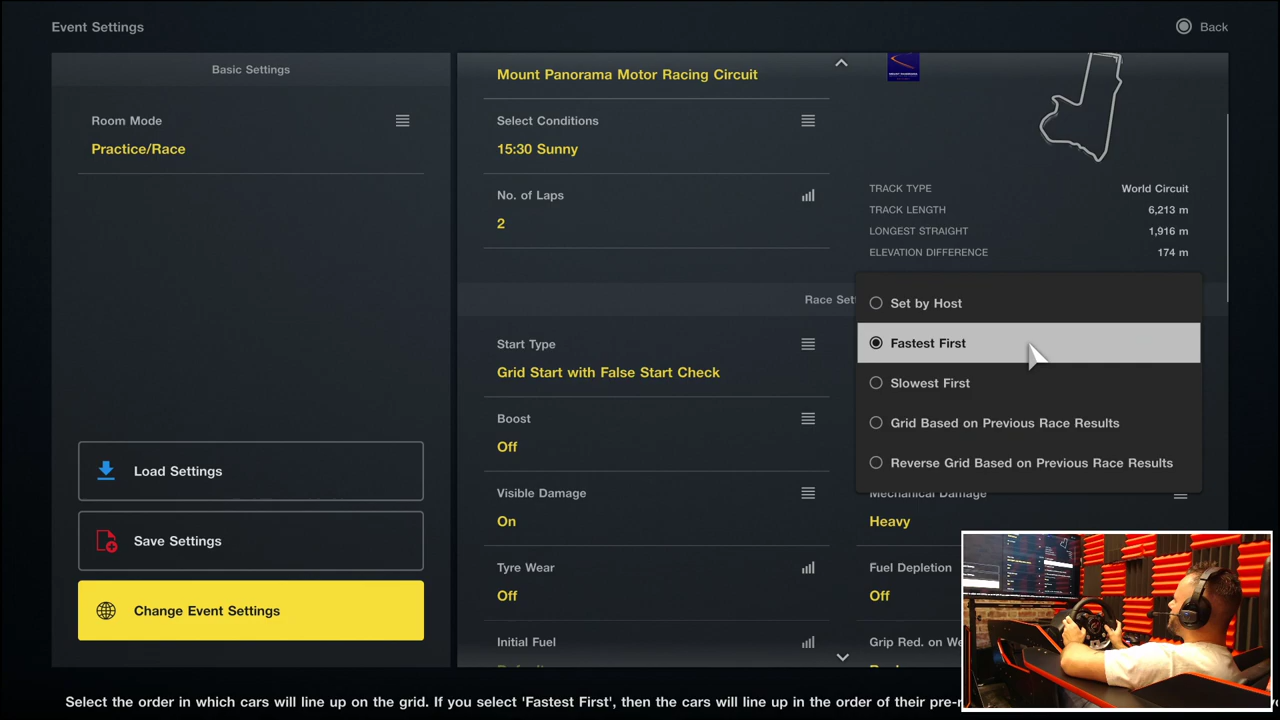 Event Settings
Back
Basic Settings
Room Mode
Practice/Race
Load Settings
Save Settings
Change Event Settings
Mount Panorama Motor Racing Circuit
Select Conditions
15:30 Sunny
No. of Laps
2
TRACK TYPE World Circuit
TRACK LENGTH 6,213 m
LONGEST STRAIGHT 1,916 m
ELEVATION DIFFERENCE 174 m
Race Set
Start Type
Grid Start with False Start Check
Boost
Off
Visible Damage
On
Tyre Wear
Off
Initial Fuel
Set by Host
Fastest First
Slowest First
Grid Based on Previous Race Results
Reverse Grid Based on Previous Race Results
Mechanical Damage
Heavy
Fuel Depletion
Off
Grip Red. on We
Select the order in which cars will line up on the grid. If you select 'Fastest First', then the cars will line up in the order of their pre-r